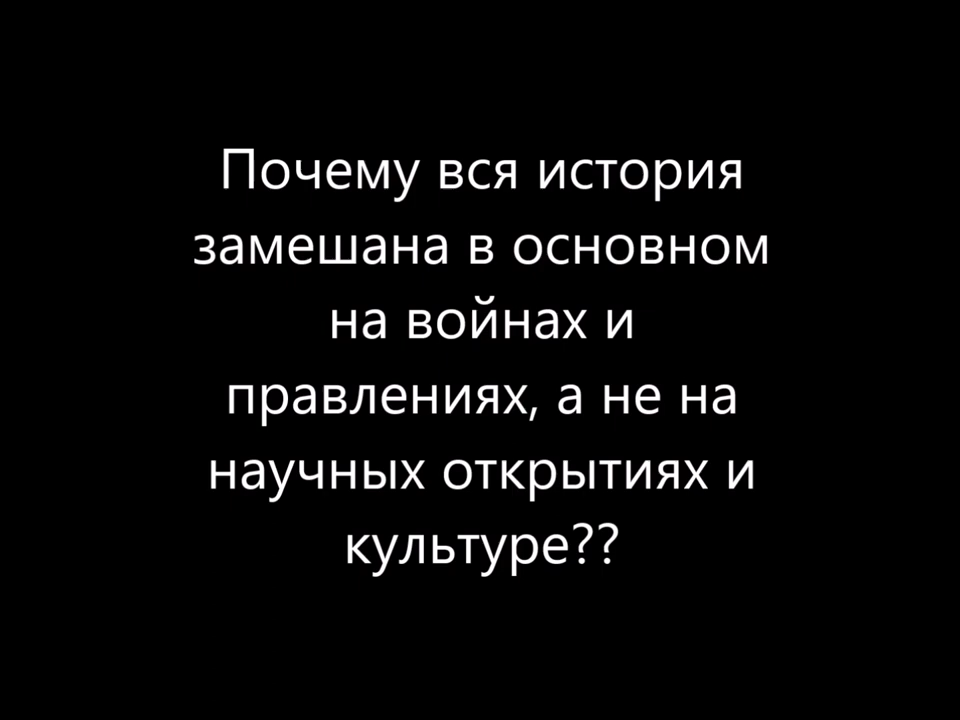 Почему вся история
замешана в основном
на войнах и
правлениях, а не на
научных открытиях и
культуре??